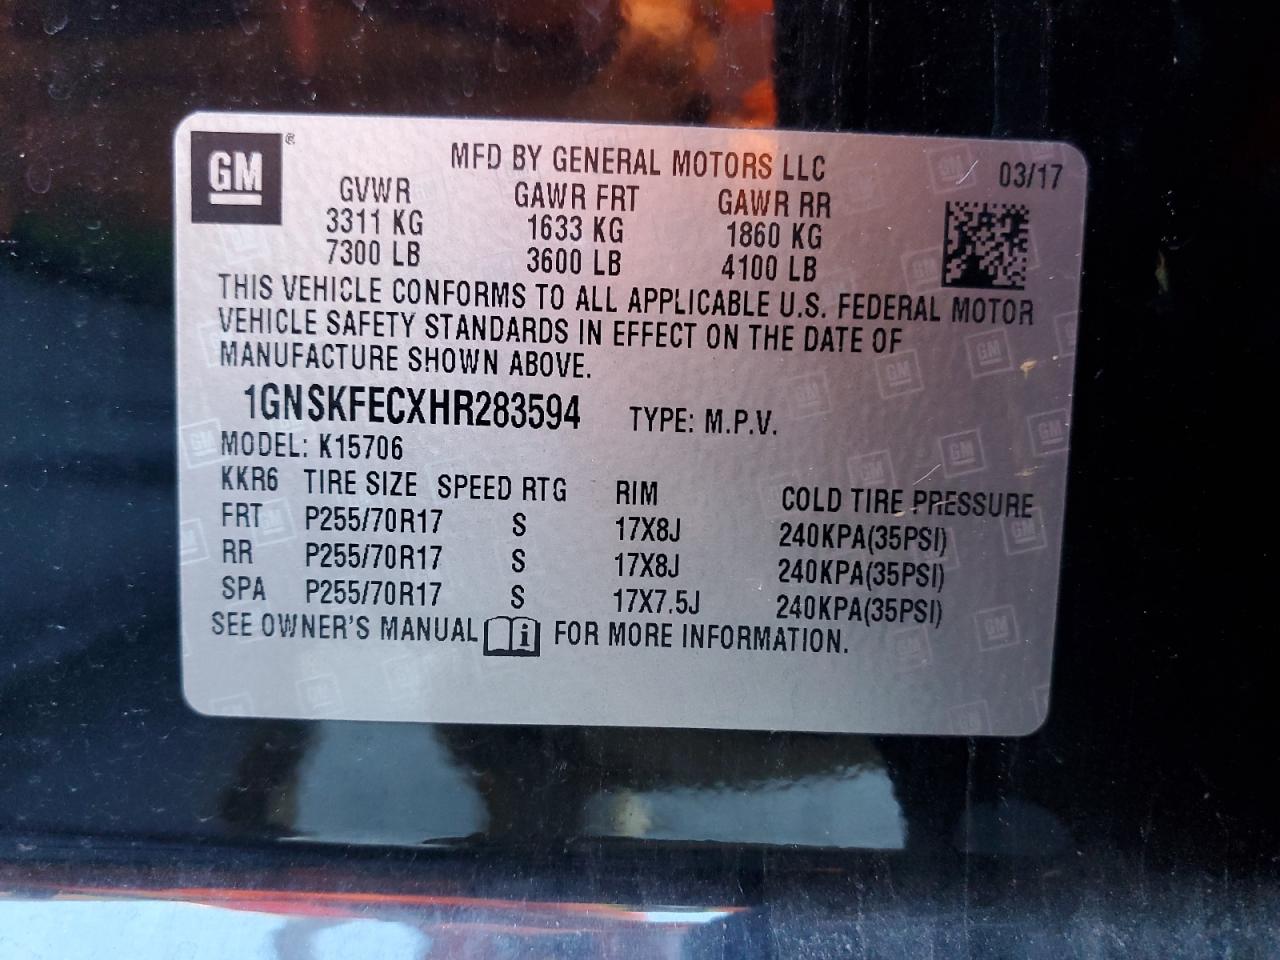 GM®
MFD BY GENERAL MOTORS LLC
03/17
GVWR GAWR FRT GAWR RR
3311 KG 1633 KG 1860 KG
7300 LB 3600 LB 4100 LB
THIS VEHICLE CONFORMS TO ALL APPLICABLE U.S. FEDERAL MOTOR
VEHICLE SAFETY STANDARDS IN EFFECT ON THE DATE OF
MANUFACTURE SHOWN ABOVE.
1GNSKFECXHR283594 TYPE: M.P.V.
MODEL: K15706
KKR6 TIRE SIZE SPEED RTG RIM COLD TIRE PRESSURE
FRT P255/70R17 S 17X8J 240KPA(35PSI)
RR P255/70R17 S 17X8J 240KPA(35PSI)
SPA P255/70R17 S 17X7.5J 240KPA(35PSI)
SEE OWNER'S MANUAL i FOR MORE INFORMATION.